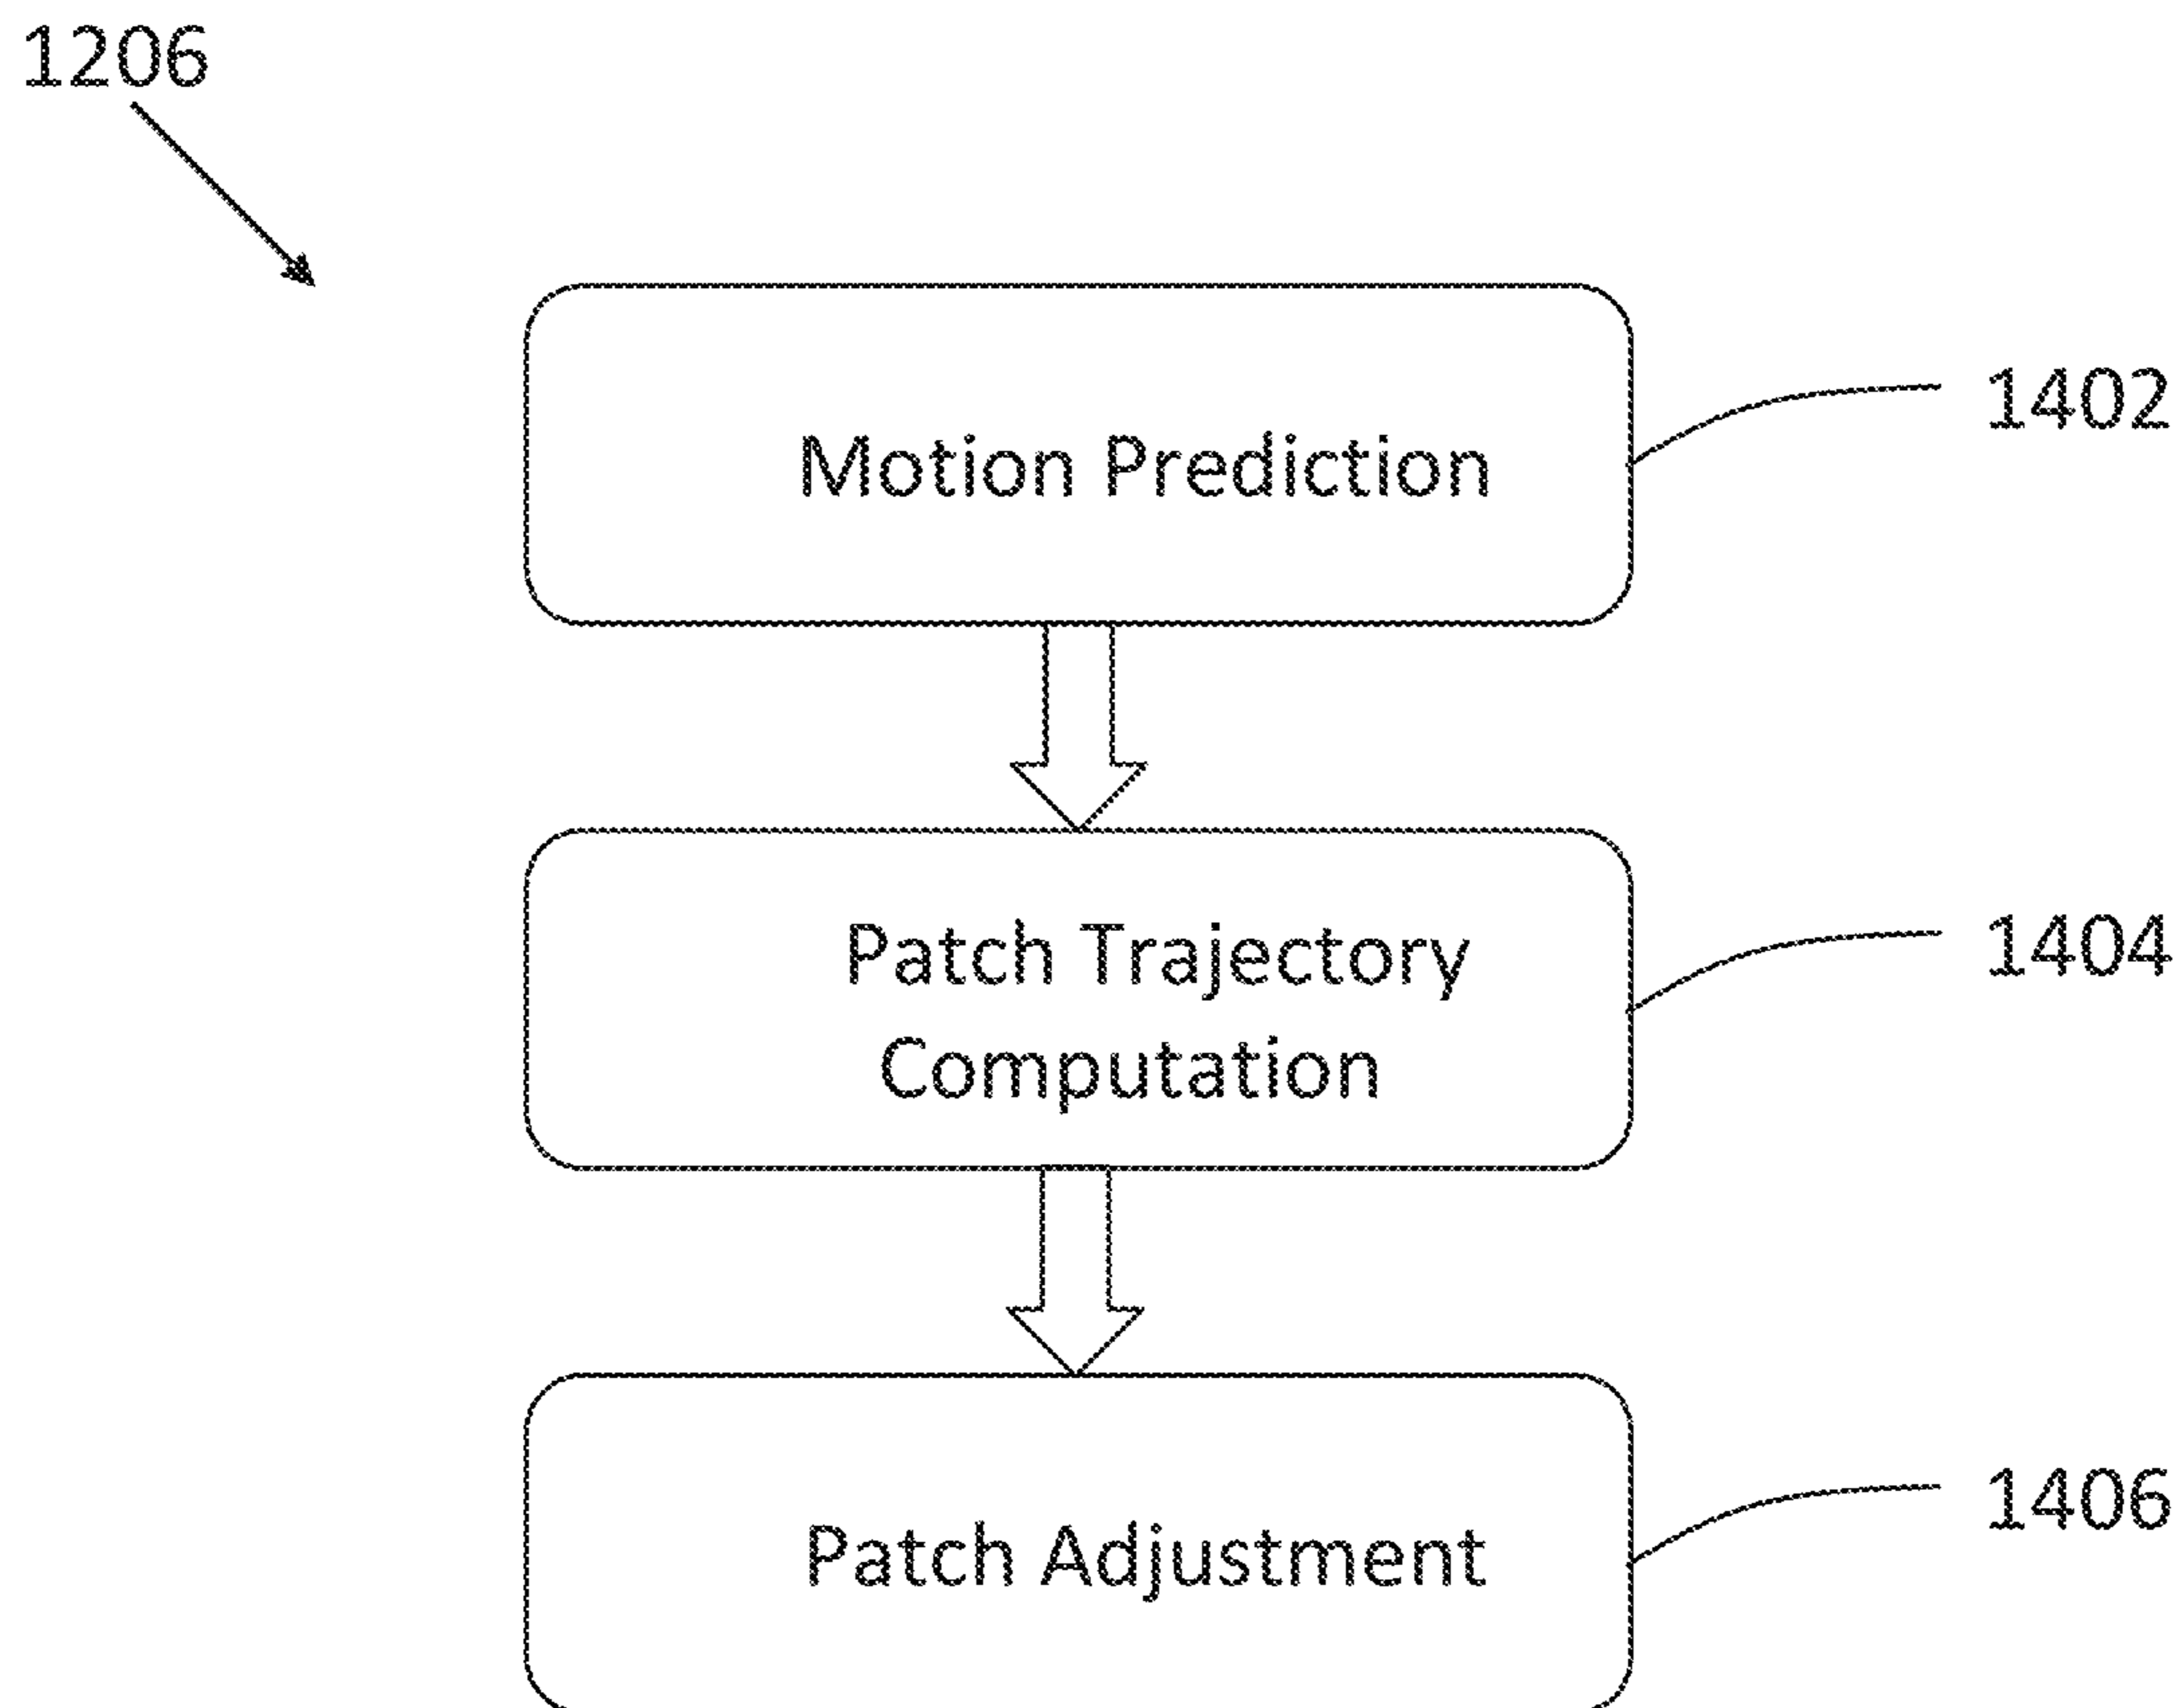 1206
Motion Prediction
1402
Patch Trajectory
Computation
1404
Patch Adjustment
1406